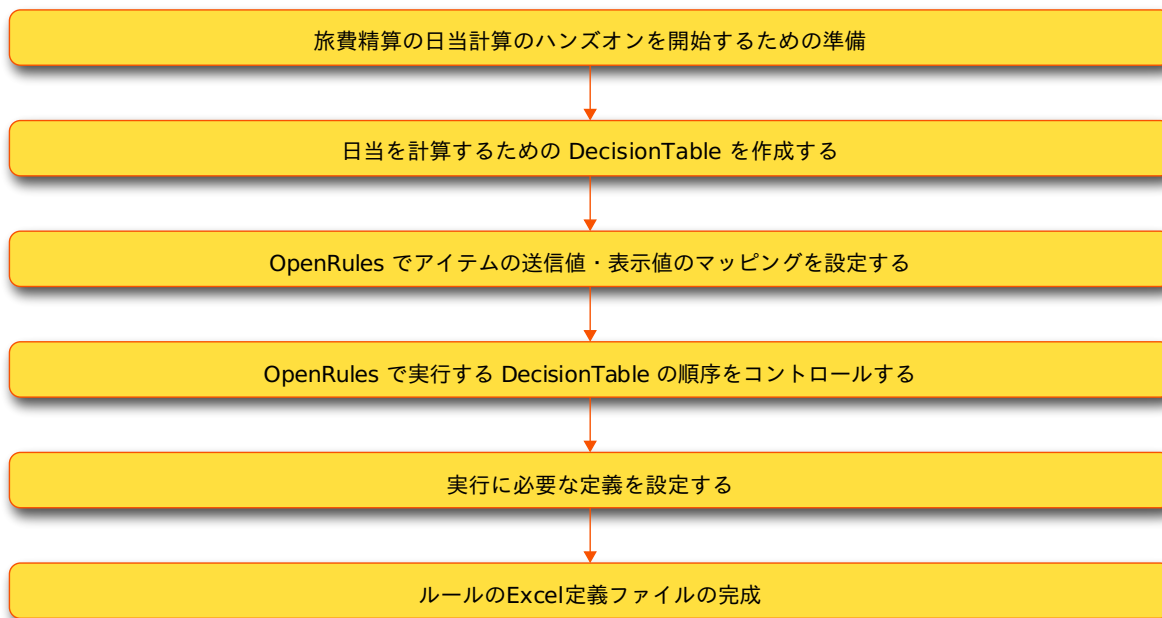 旅費精算の日当計算のハンズオンを開始するための準備
日当を計算するための DecisionTable を作成する
OpenRules でアイテムの送信値・表示値のマッピングを設定する
OpenRules で実行する DecisionTable の順序をコントロールする
実行に必要な定義を設定する
ルールのExcel定義ファイルの完成